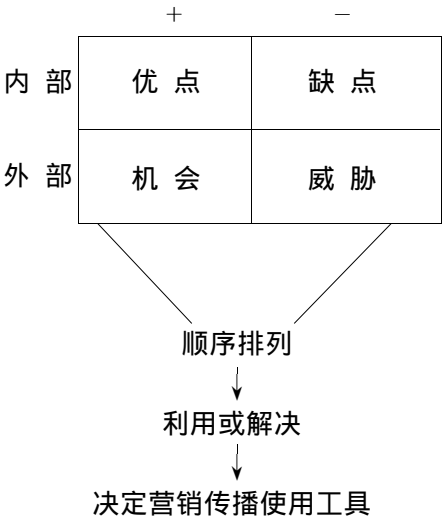 + −
内部 优点 缺点
外部 机会 威胁
顺序排列
利用或解决
决定营销传播使用工具